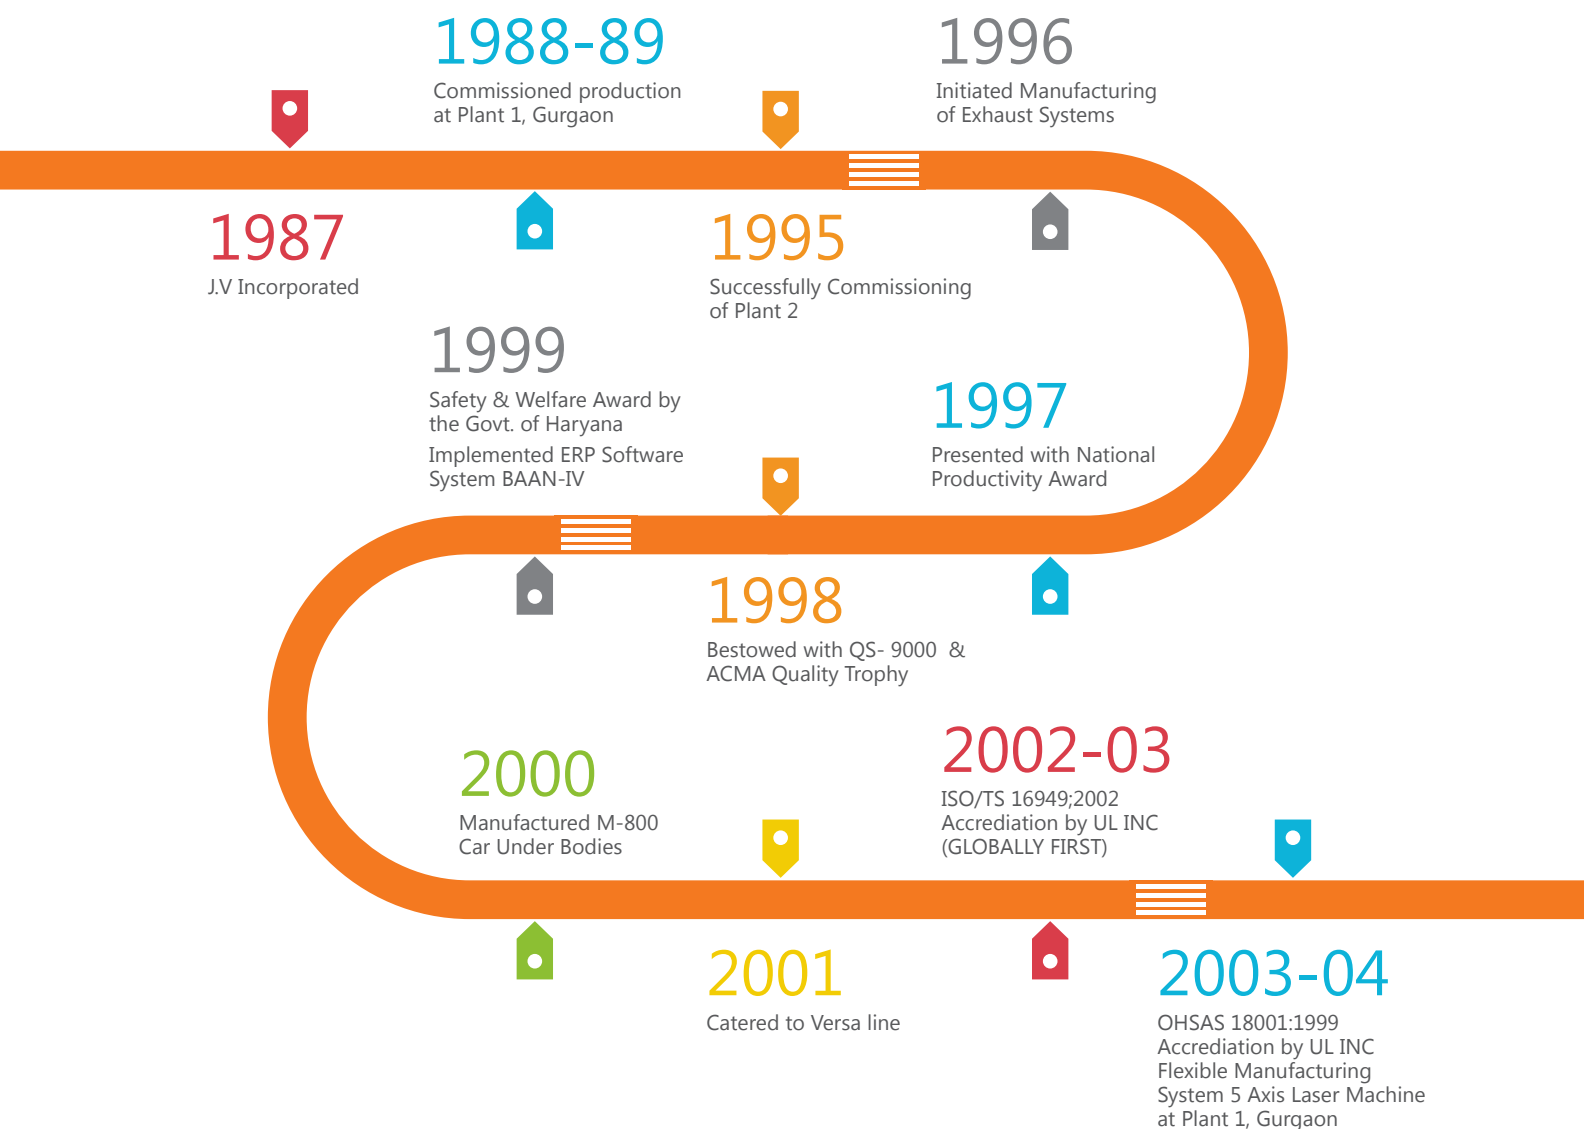 1987
J.V Incorporated
1988-89
Commissioned production
at Plant 1, Gurgaon
1995
Successfully Commissioning
of Plant 2
1996
Initiated Manufacturing
of Exhaust Systems
1997
Presented with National
Productivity Award
1998
Bestowed with QS- 9000  &
ACMA Quality Trophy
1999
Safety & Welfare Award by
the Govt. of Haryana
Implemented ERP Software
System BAAN-IV
2000
Manufactured M-800
Car Under Bodies
2001
Catered to Versa line
2002-03
ISO/TS 16949;2002
Accrediation by UL INC
(GLOBALLY FIRST)
2003-04
OHSAS 18001:1999
Accrediation by UL INC
Flexible Manufacturing
System 5 Axis Laser Machine
at Plant 1, Gurgaon